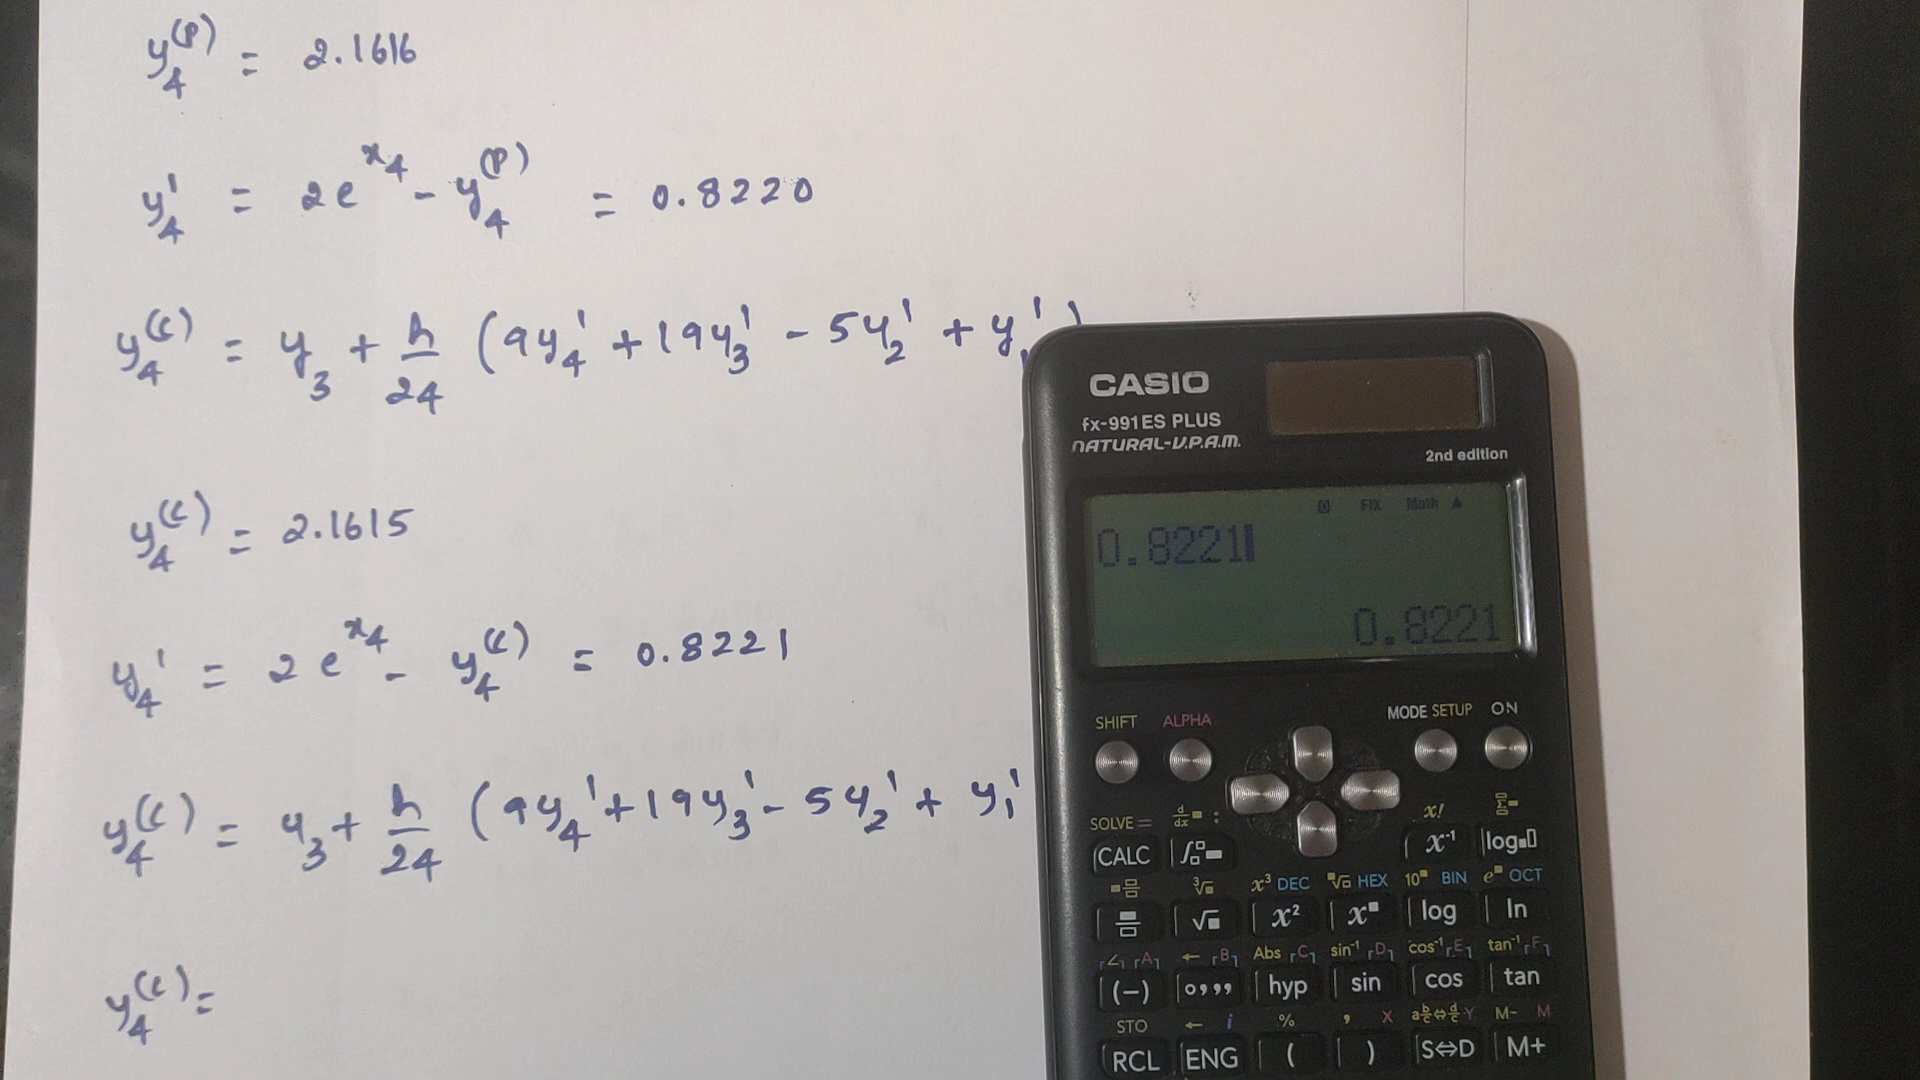 y₄⁽ᵖ⁾ = 2.1616
y₄' = 2e^x₄ - y₄⁽ᵖ⁾ = 0.8220
y₄⁽ᶜ⁾ = y₃ + h/24 (9y₄' + 19y₃' - 5y₂' + y₁')
y₄⁽ᶜ⁾ = 2.1615
y₄' = 2e^x₄ - y₄⁽ᶜ⁾ = 0.8221
y₄⁽ᶜ⁾ = y₃ + h/24 (9y₄' + 19y₃' - 5y₂' + y₁'
y₄⁽ᶜ⁾ =
CASIO
fx-991ES PLUS
NATURAL-V.P.A.M.
2nd edition
D FIX Math ▲
0.8221
0.8221
SHIFT ALPHA MODE SETUP ON
SOLVE = d/dx■ : x! Σ▫=
CALC ∫▫▫■ x⁻¹ log■▫
■▫/▫ ³√■ x³ DEC ■√▫ HEX 10■ BIN e■ OCT
■/▫ √■ x² x■ log ln
∠ A ← B Abs C sin⁻¹ D cos⁻¹ E tan⁻¹ F
(−) °,,, hyp sin cos tan
STO ← i % , X a b/c⇔d/c Y M- M
RCL ENG ( ) S⇔D M+